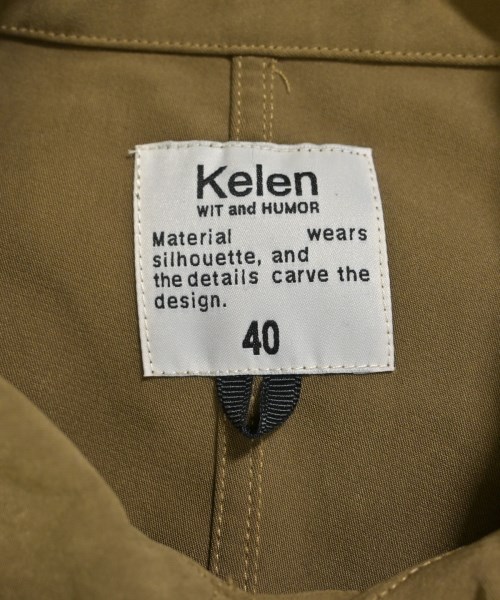 Kelen
WIT and HUMOR
Material wears
silhouette, and
the details carve the
design.
40